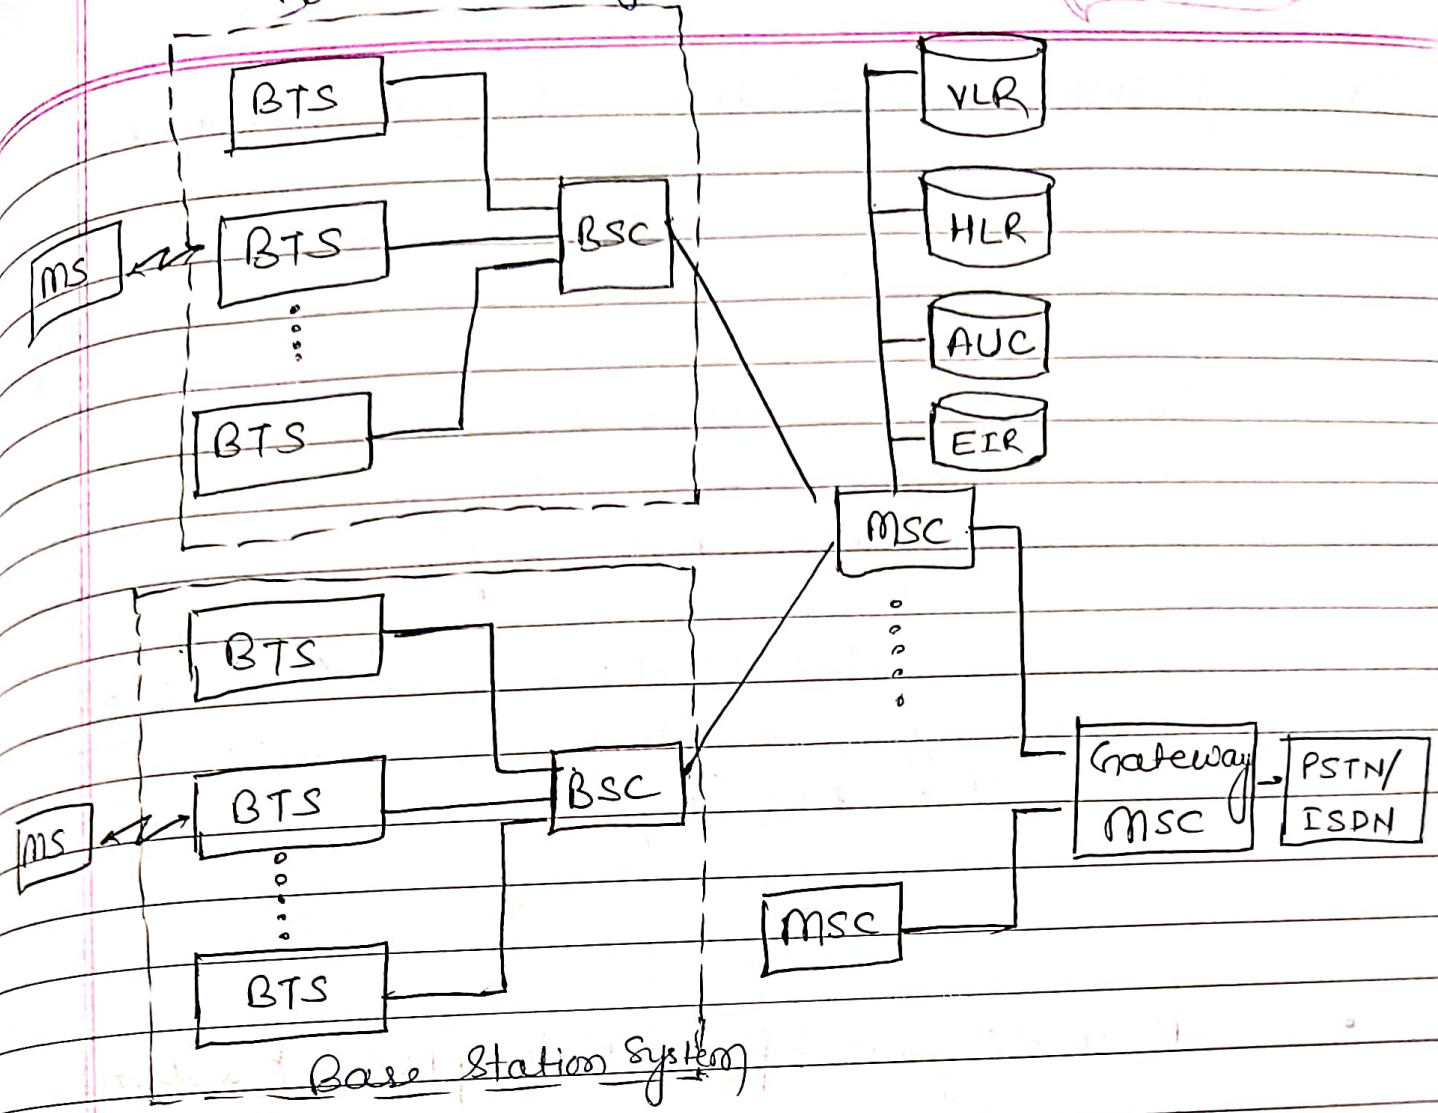 BTS
BTS
BTS
MS
BSC
VLR
HLR
AUC
EIR
MSC
BTS
BTS
BTS
MS
BSC
Gateway
MSC
PSTN/
ISDN
MSC
Base Station System